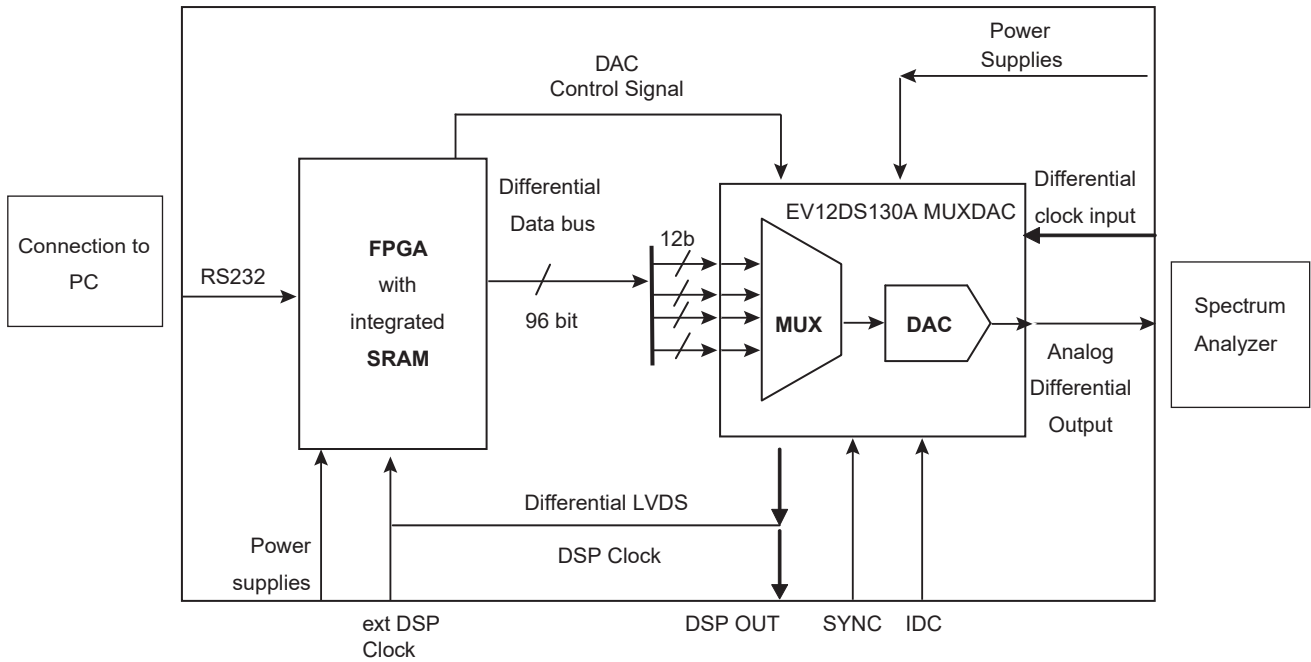 Power
Supplies
DAC
Control Signal
Connection to
PC
RS232
FPGA
with
integrated
SRAM
Differential
Data bus
96 bit
12b
EV12DS130A MUXDAC
MUX
DAC
Differential
clock input
Analog
Differential
Output
Spectrum
Analyzer
Differential LVDS
DSP Clock
Power
supplies
ext DSP
Clock
DSP OUT
SYNC
IDC